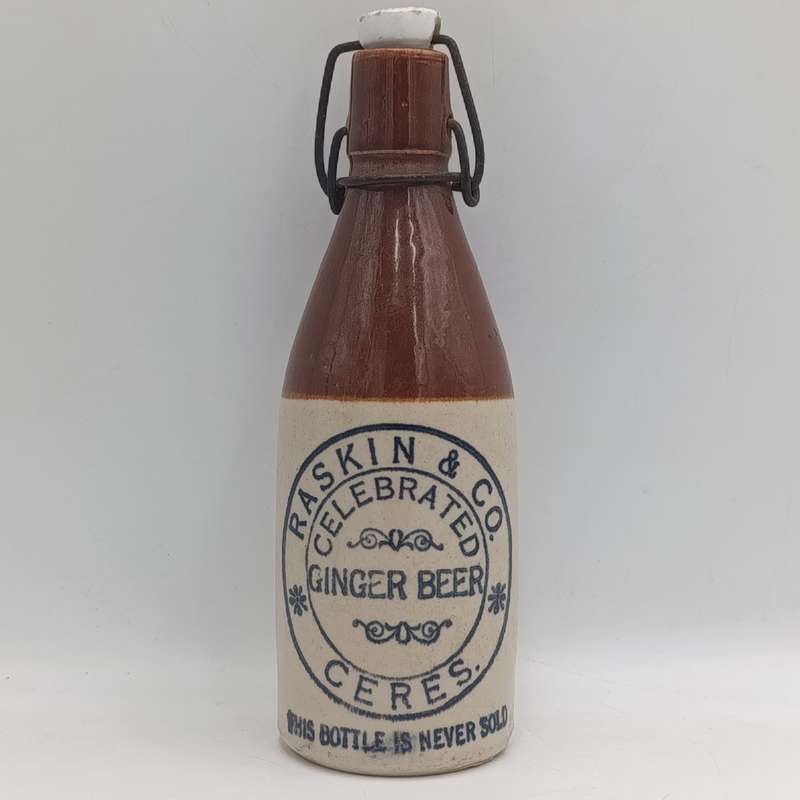 RASKIN & CO.
CELEBRATED
GINGER BEER
CERES.
THIS BOTTLE IS NEVER SOLD